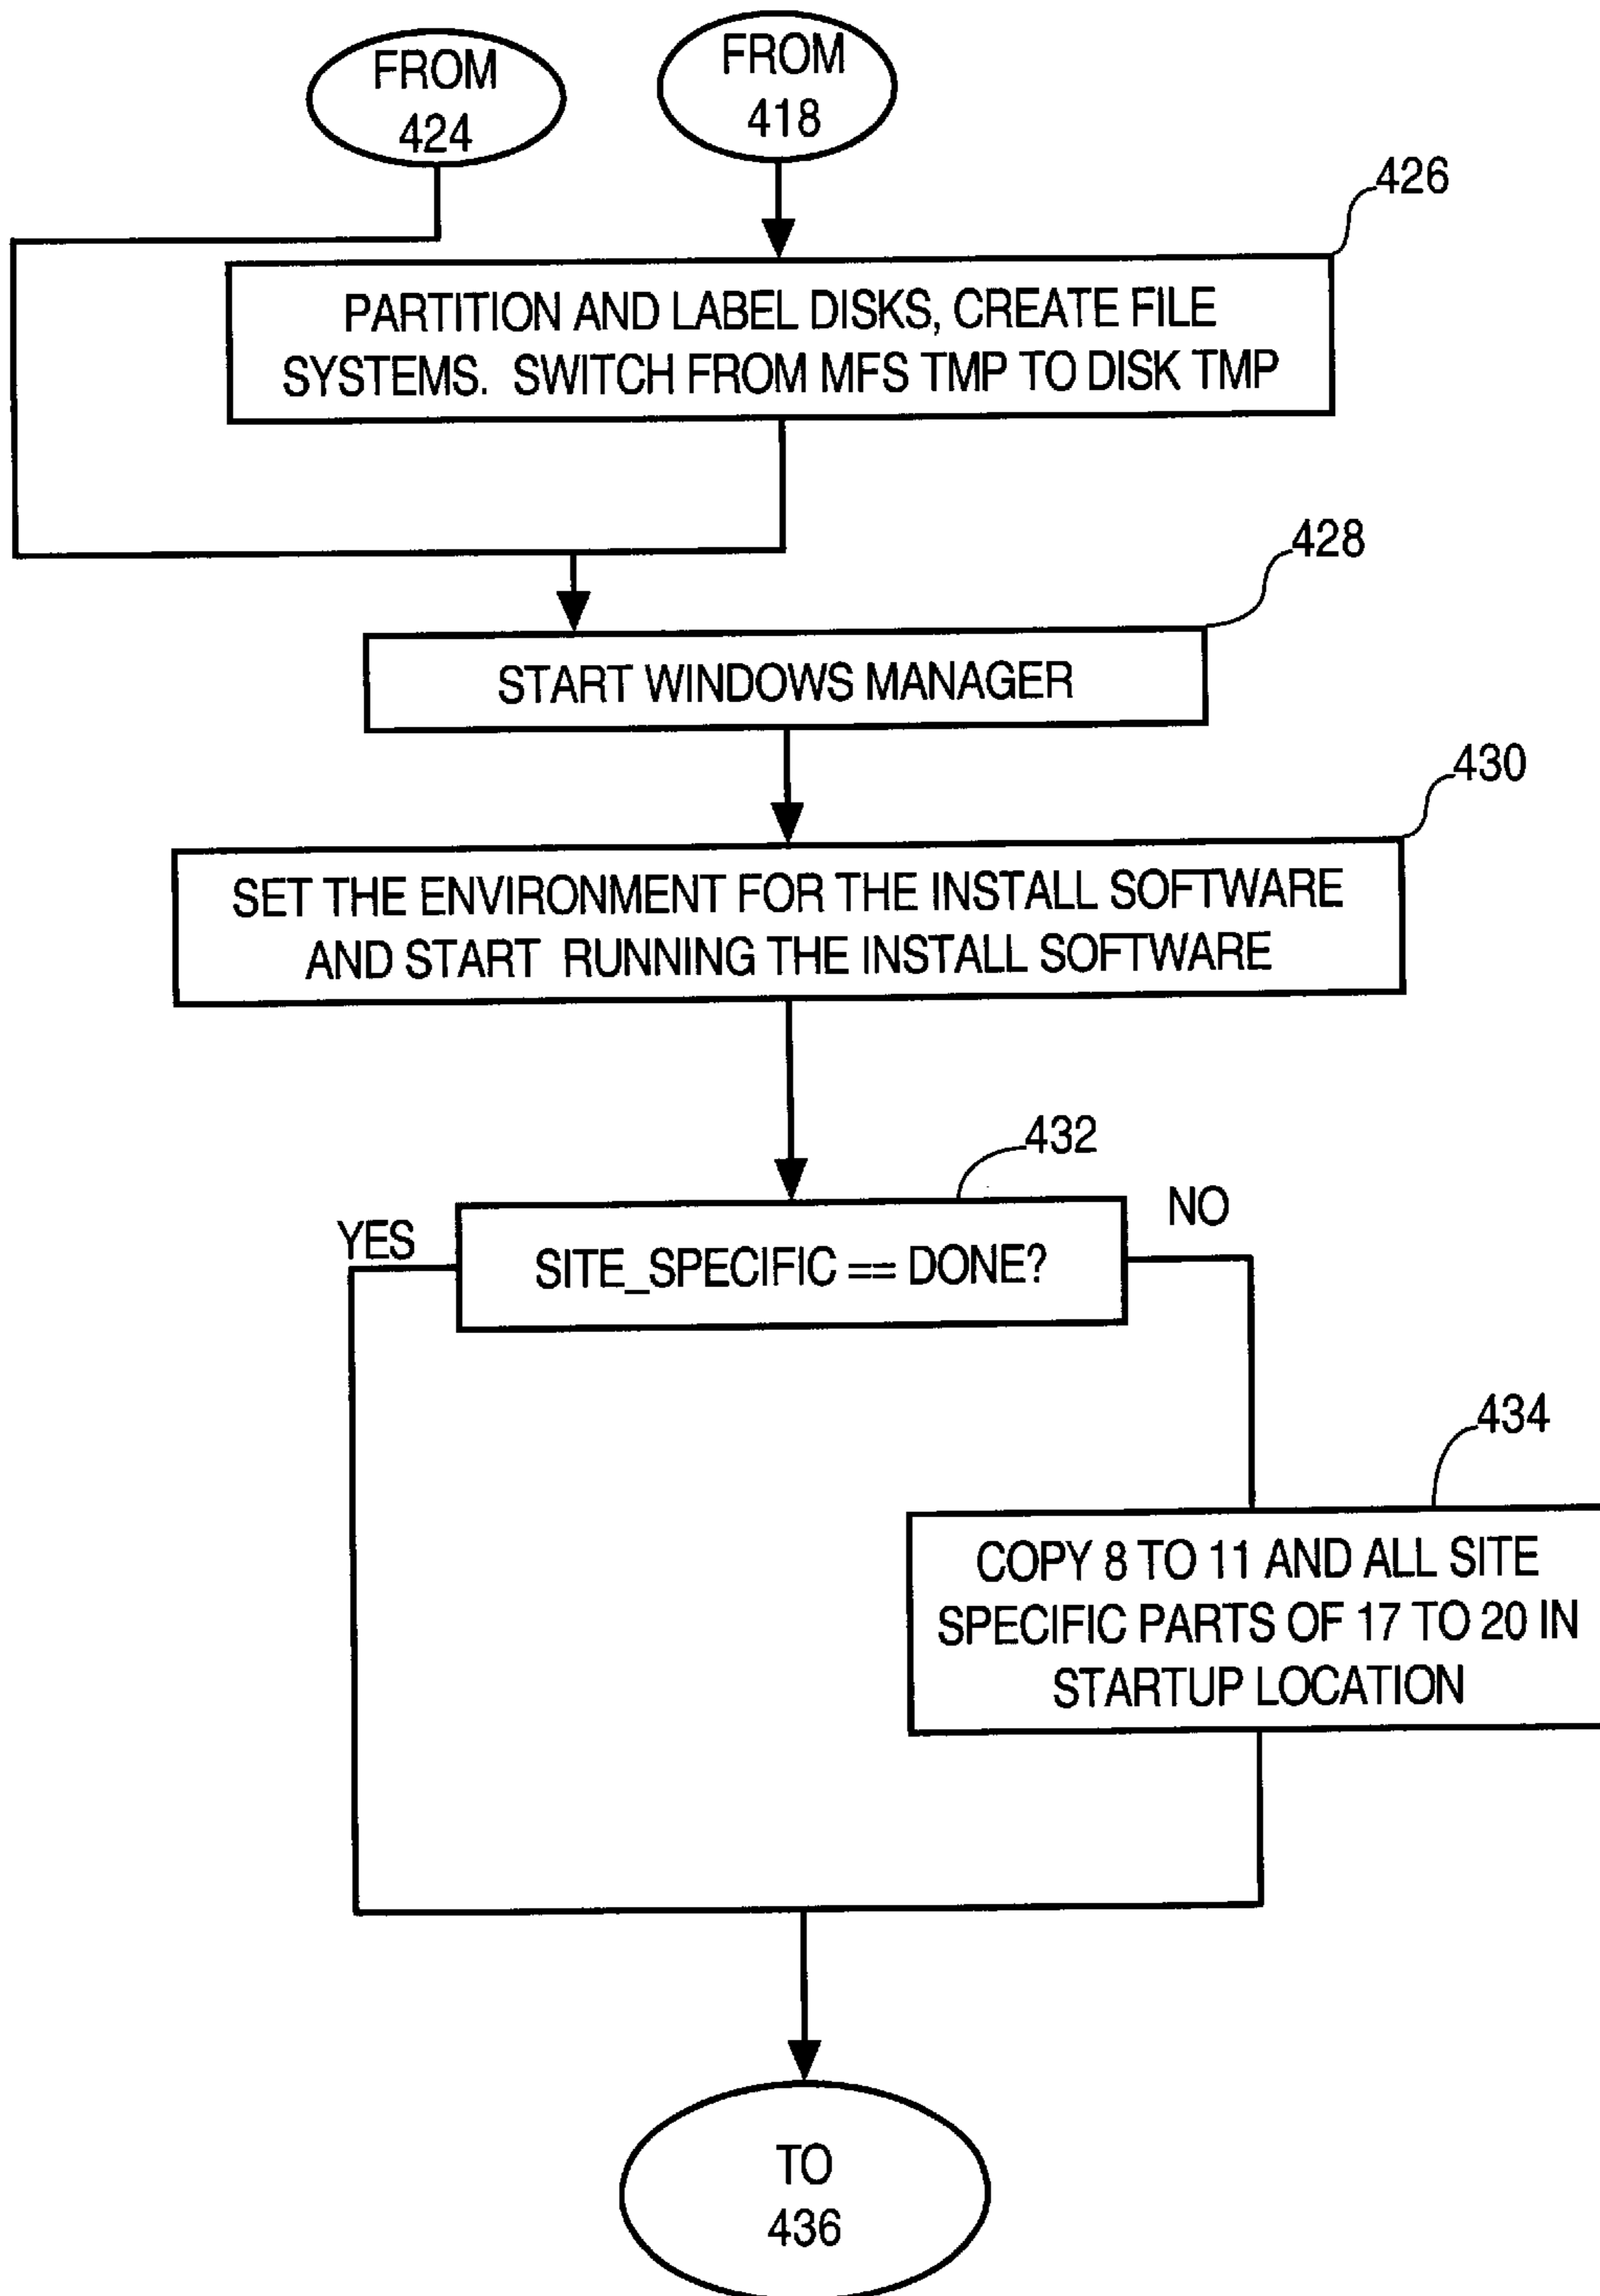 FROM
424
FROM
418
426
PARTITION AND LABEL DISKS, CREATE FILE
SYSTEMS. SWITCH FROM MFS TMP TO DISK TMP
428
START WINDOWS MANAGER
430
SET THE ENVIRONMENT FOR THE INSTALL SOFTWARE
AND START RUNNING THE INSTALL SOFTWARE
432
YES
NO
SITE_SPECIFIC == DONE?
434
COPY 8 TO 11 AND ALL SITE
SPECIFIC PARTS OF 17 TO 20 IN
STARTUP LOCATION
TO
436